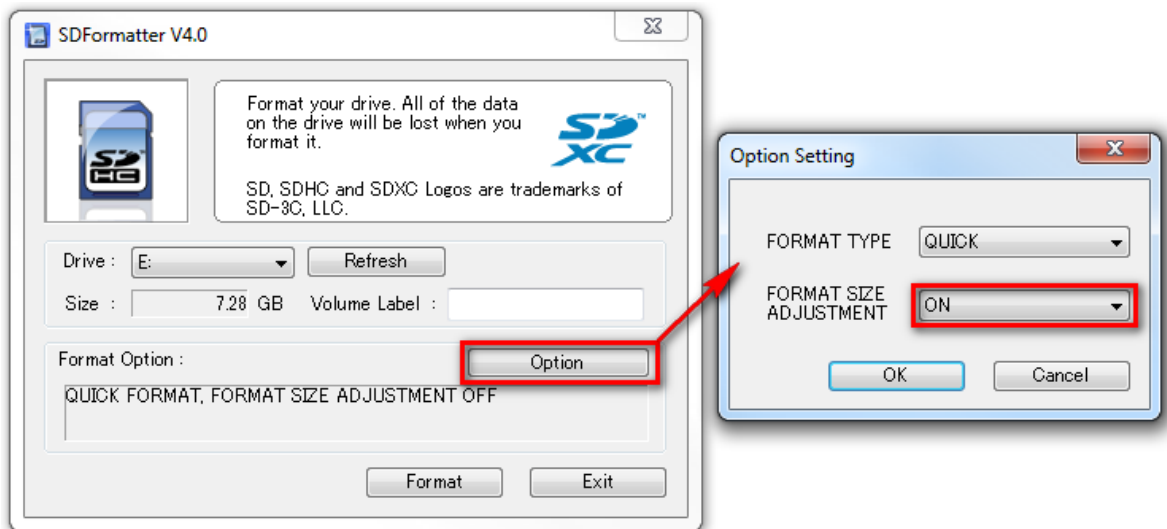 SDFormatter V4.0
Format your drive. All of the data
on the drive will be lost when you
format it.
SD, SDHC and SDXC Logos are trademarks of
SD-3C, LLC.
SD
HC
SD
XC™
Drive :
E:
Refresh
Size :
7.28 GB
Volume Label :
Format Option :
Option
QUICK FORMAT, FORMAT SIZE ADJUSTMENT OFF
Format
Exit
Option Setting
FORMAT TYPE
QUICK
FORMAT SIZE
ADJUSTMENT
ON
OK
Cancel